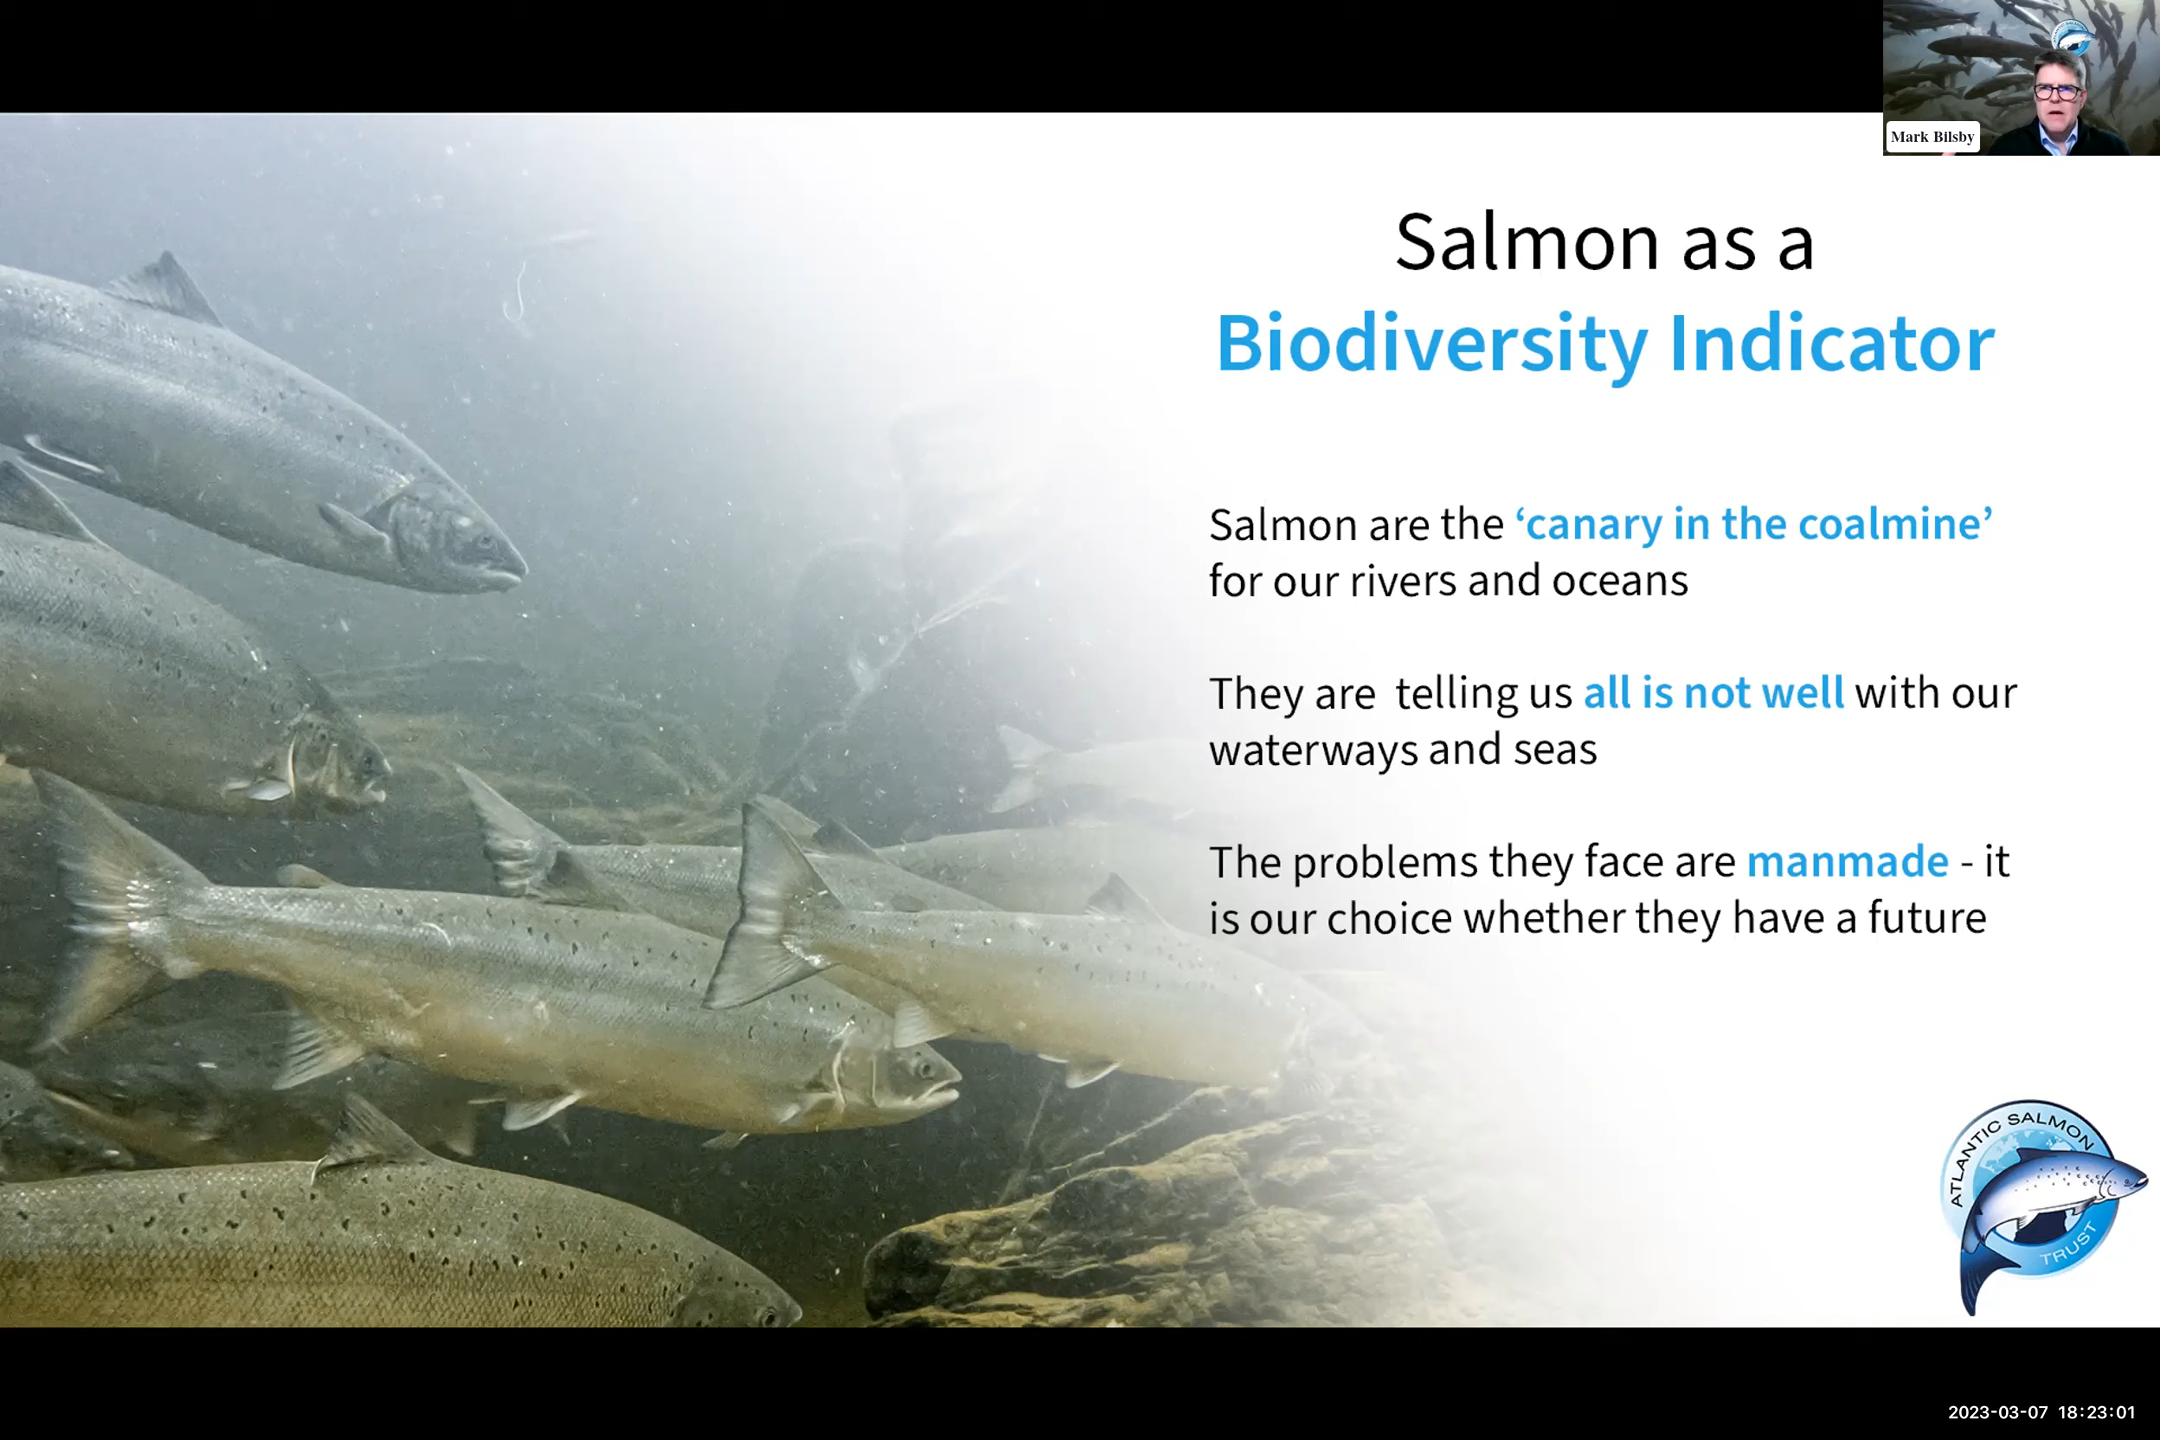 Mark Bilsby
Salmon as a
Biodiversity Indicator
Salmon are the ‘canary in the coalmine’
for our rivers and oceans
They are  telling us all is not well with our
waterways and seas
The problems they face are manmade - it
is our choice whether they have a future
ATLANTIC SALMON
TRUST
2023-03-07 18:23:01